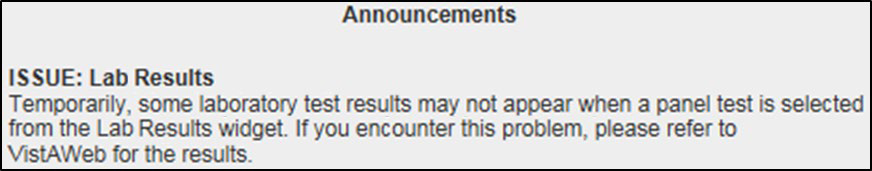 Announcements
ISSUE: Lab Results
Temporarily, some laboratory test results may not appear when a panel test is selected
from the Lab Results widget. If you encounter this problem, please refer to
VistAWeb for the results.